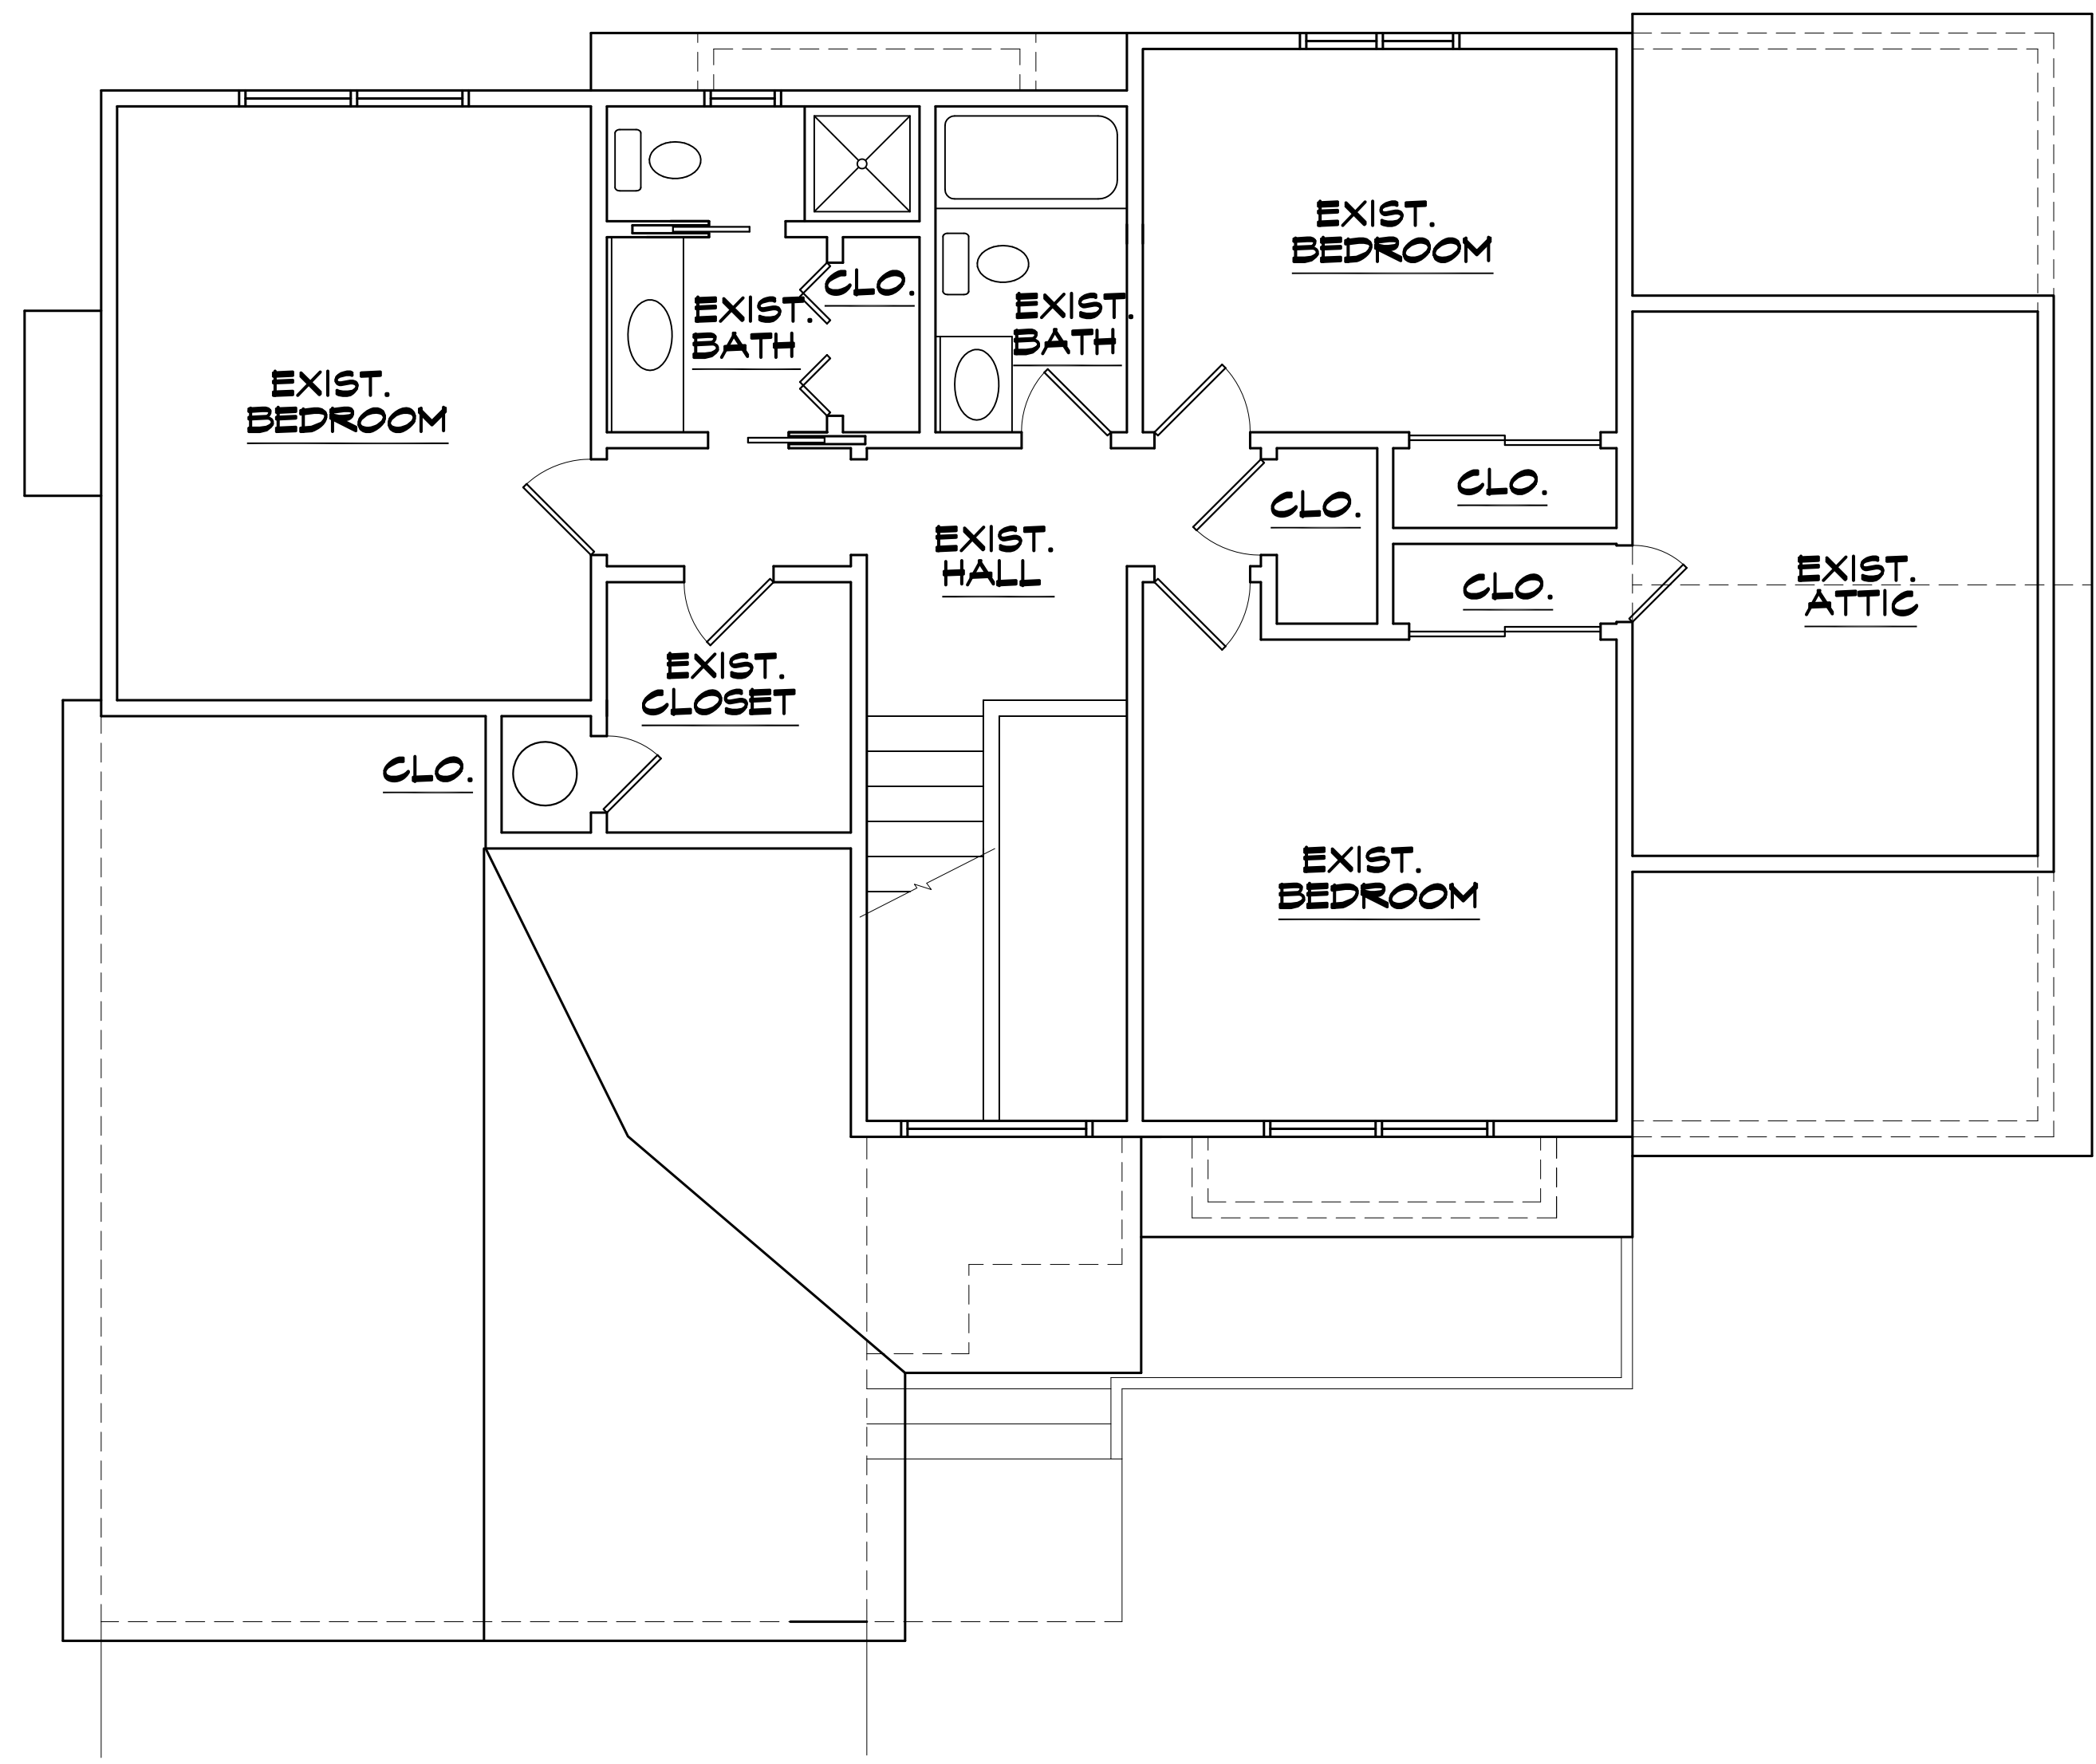 EXIST.
BEDROOM
CLO.
EXIST.
BATH
EXIST.
BATH
EXIST.
BEDROOM
CLO.
CLO.
EXIST.
HALL
CLO.
EXIST.
ATTIC
EXIST.
CLOSET
CLO.
EXIST.
BEDROOM